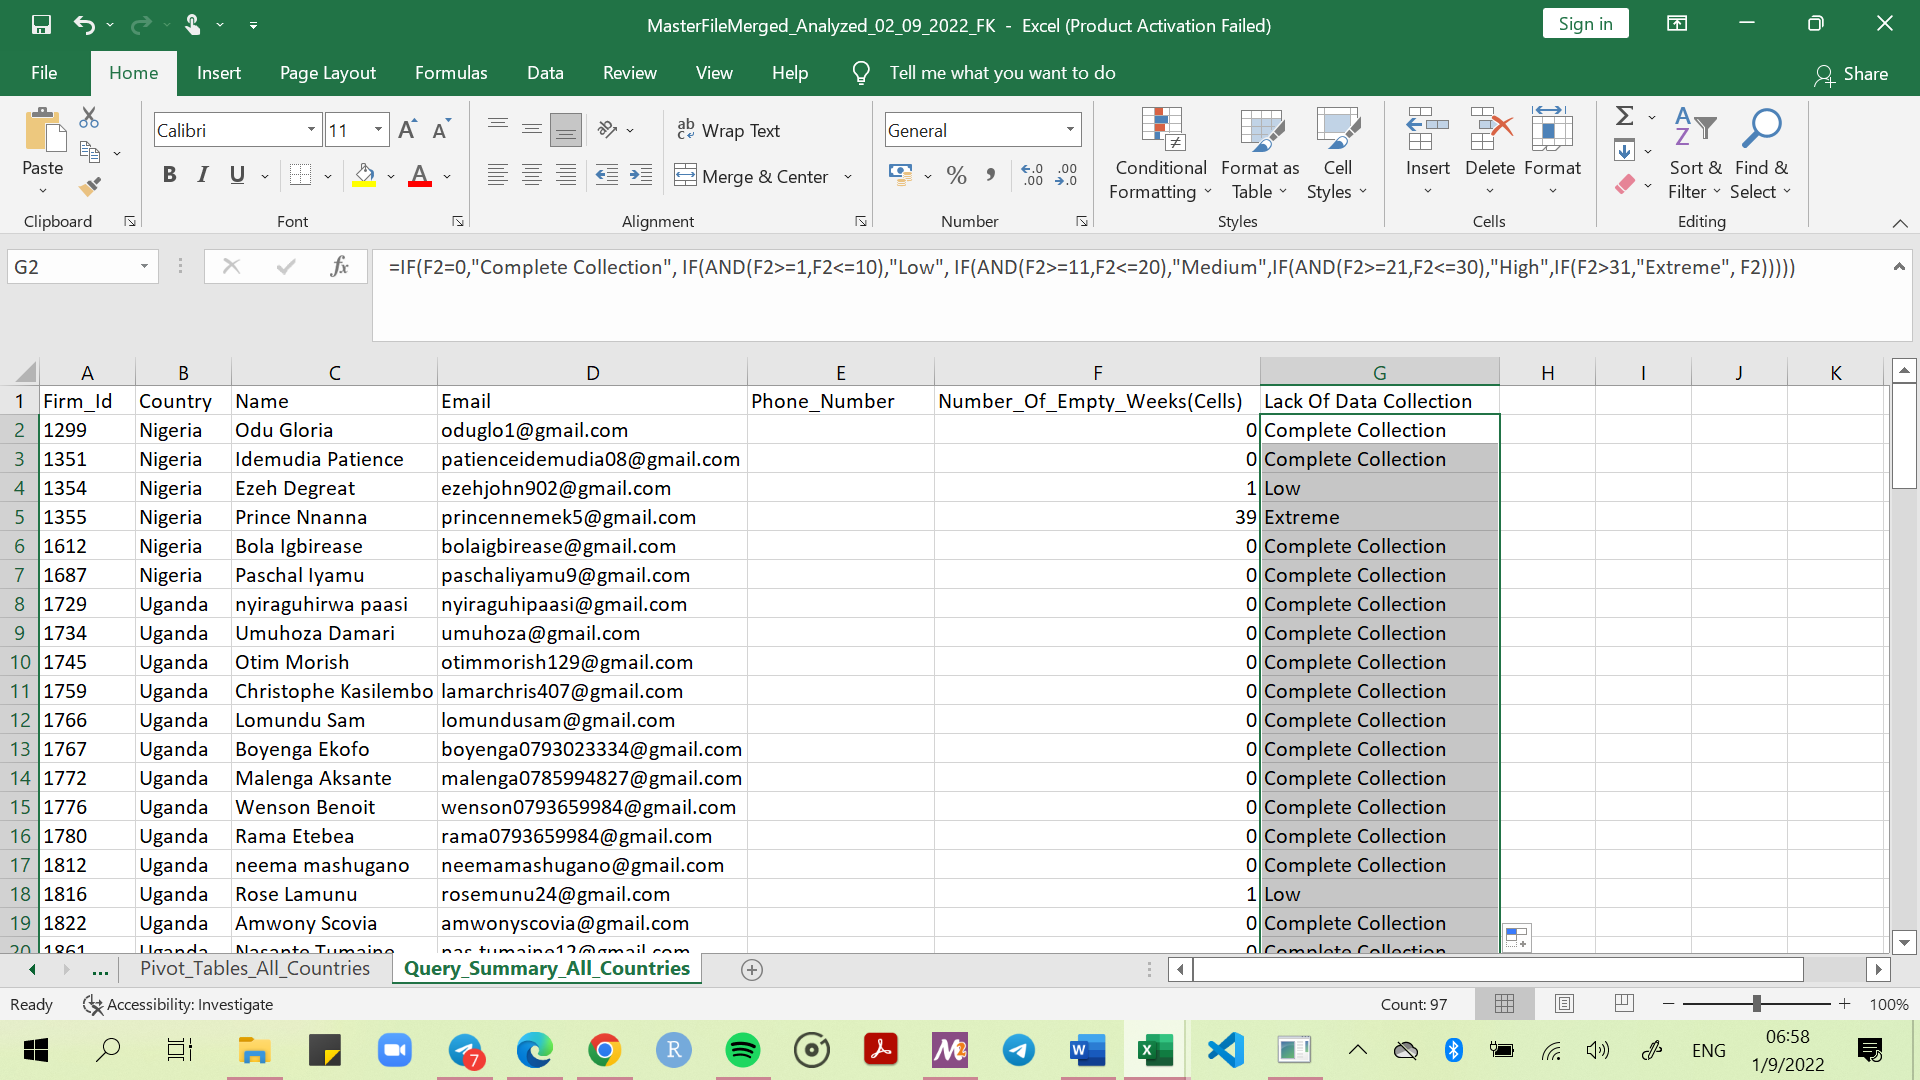 MasterFileMerged_Analyzed_02_09_2022_FK - Excel (Product Activation Failed)
Sign in
File Home Insert Page Layout Formulas Data Review View Help Tell me what you want to do Share
Paste
Calibri 11
B I U
Wrap Text
Merge & Center
General
Conditional Formatting
Format as Table
Cell Styles
Insert Delete Format
Sort & Filter
Find & Select
Clipboard Font Alignment Number Styles Cells Editing
G2 fx =IF(F2=0,"Complete Collection", IF(AND(F2>=1,F2<=10),"Low", IF(AND(F2>=11,F2<=20),"Medium",IF(AND(F2>=21,F2<=30),"High",IF(F2>31,"Extreme", F2)))))
A B C D E F G H I J K
1 Firm_Id Country Name Email Phone_Number Number_Of_Empty_Weeks(Cells) Lack Of Data Collection
2 1299 Nigeria Odu Gloria oduglo1@gmail.com 0 Complete Collection
3 1351 Nigeria Idemudia Patience patienceidemudia08@gmail.com 0 Complete Collection
4 1354 Nigeria Ezeh Degreat ezehjohn902@gmail.com 1 Low
5 1355 Nigeria Prince Nnanna princennemek5@gmail.com 39 Extreme
6 1612 Nigeria Bola Igbirease bolaigbirease@gmail.com 0 Complete Collection
7 1687 Nigeria Paschal Iyamu paschaliyamu9@gmail.com 0 Complete Collection
8 1729 Uganda nyiraguhirwa paasi nyiraguhipaasi@gmail.com 0 Complete Collection
9 1734 Uganda Umuhoza Damari umuhoza@gmail.com 0 Complete Collection
10 1745 Uganda Otim Morish otimmorish129@gmail.com 0 Complete Collection
11 1759 Uganda Christophe Kasilembo lamarchris407@gmail.com 0 Complete Collection
12 1766 Uganda Lomundu Sam lomundusam@gmail.com 0 Complete Collection
13 1767 Uganda Boyenga Ekofo boyenga0793023334@gmail.com 0 Complete Collection
14 1772 Uganda Malenga Aksante malenga0785994827@gmail.com 0 Complete Collection
15 1776 Uganda Wenson Benoit wenson0793659984@gmail.com 0 Complete Collection
16 1780 Uganda Rama Etebea rama0793659984@gmail.com 0 Complete Collection
17 1812 Uganda neema mashugano neemamashugano@gmail.com 0 Complete Collection
18 1816 Uganda Rose Lamunu rosemunu24@gmail.com 1 Low
19 1822 Uganda Amwony Scovia amwonyscovia@gmail.com 0 Complete Collection
20 1861 Uganda 0 Complete Collection
... Pivot_Tables_All_Countries Query_Summary_All_Countries
Ready Accessibility: Investigate Count: 97 100%
7 ENG 06:58
1/9/2022